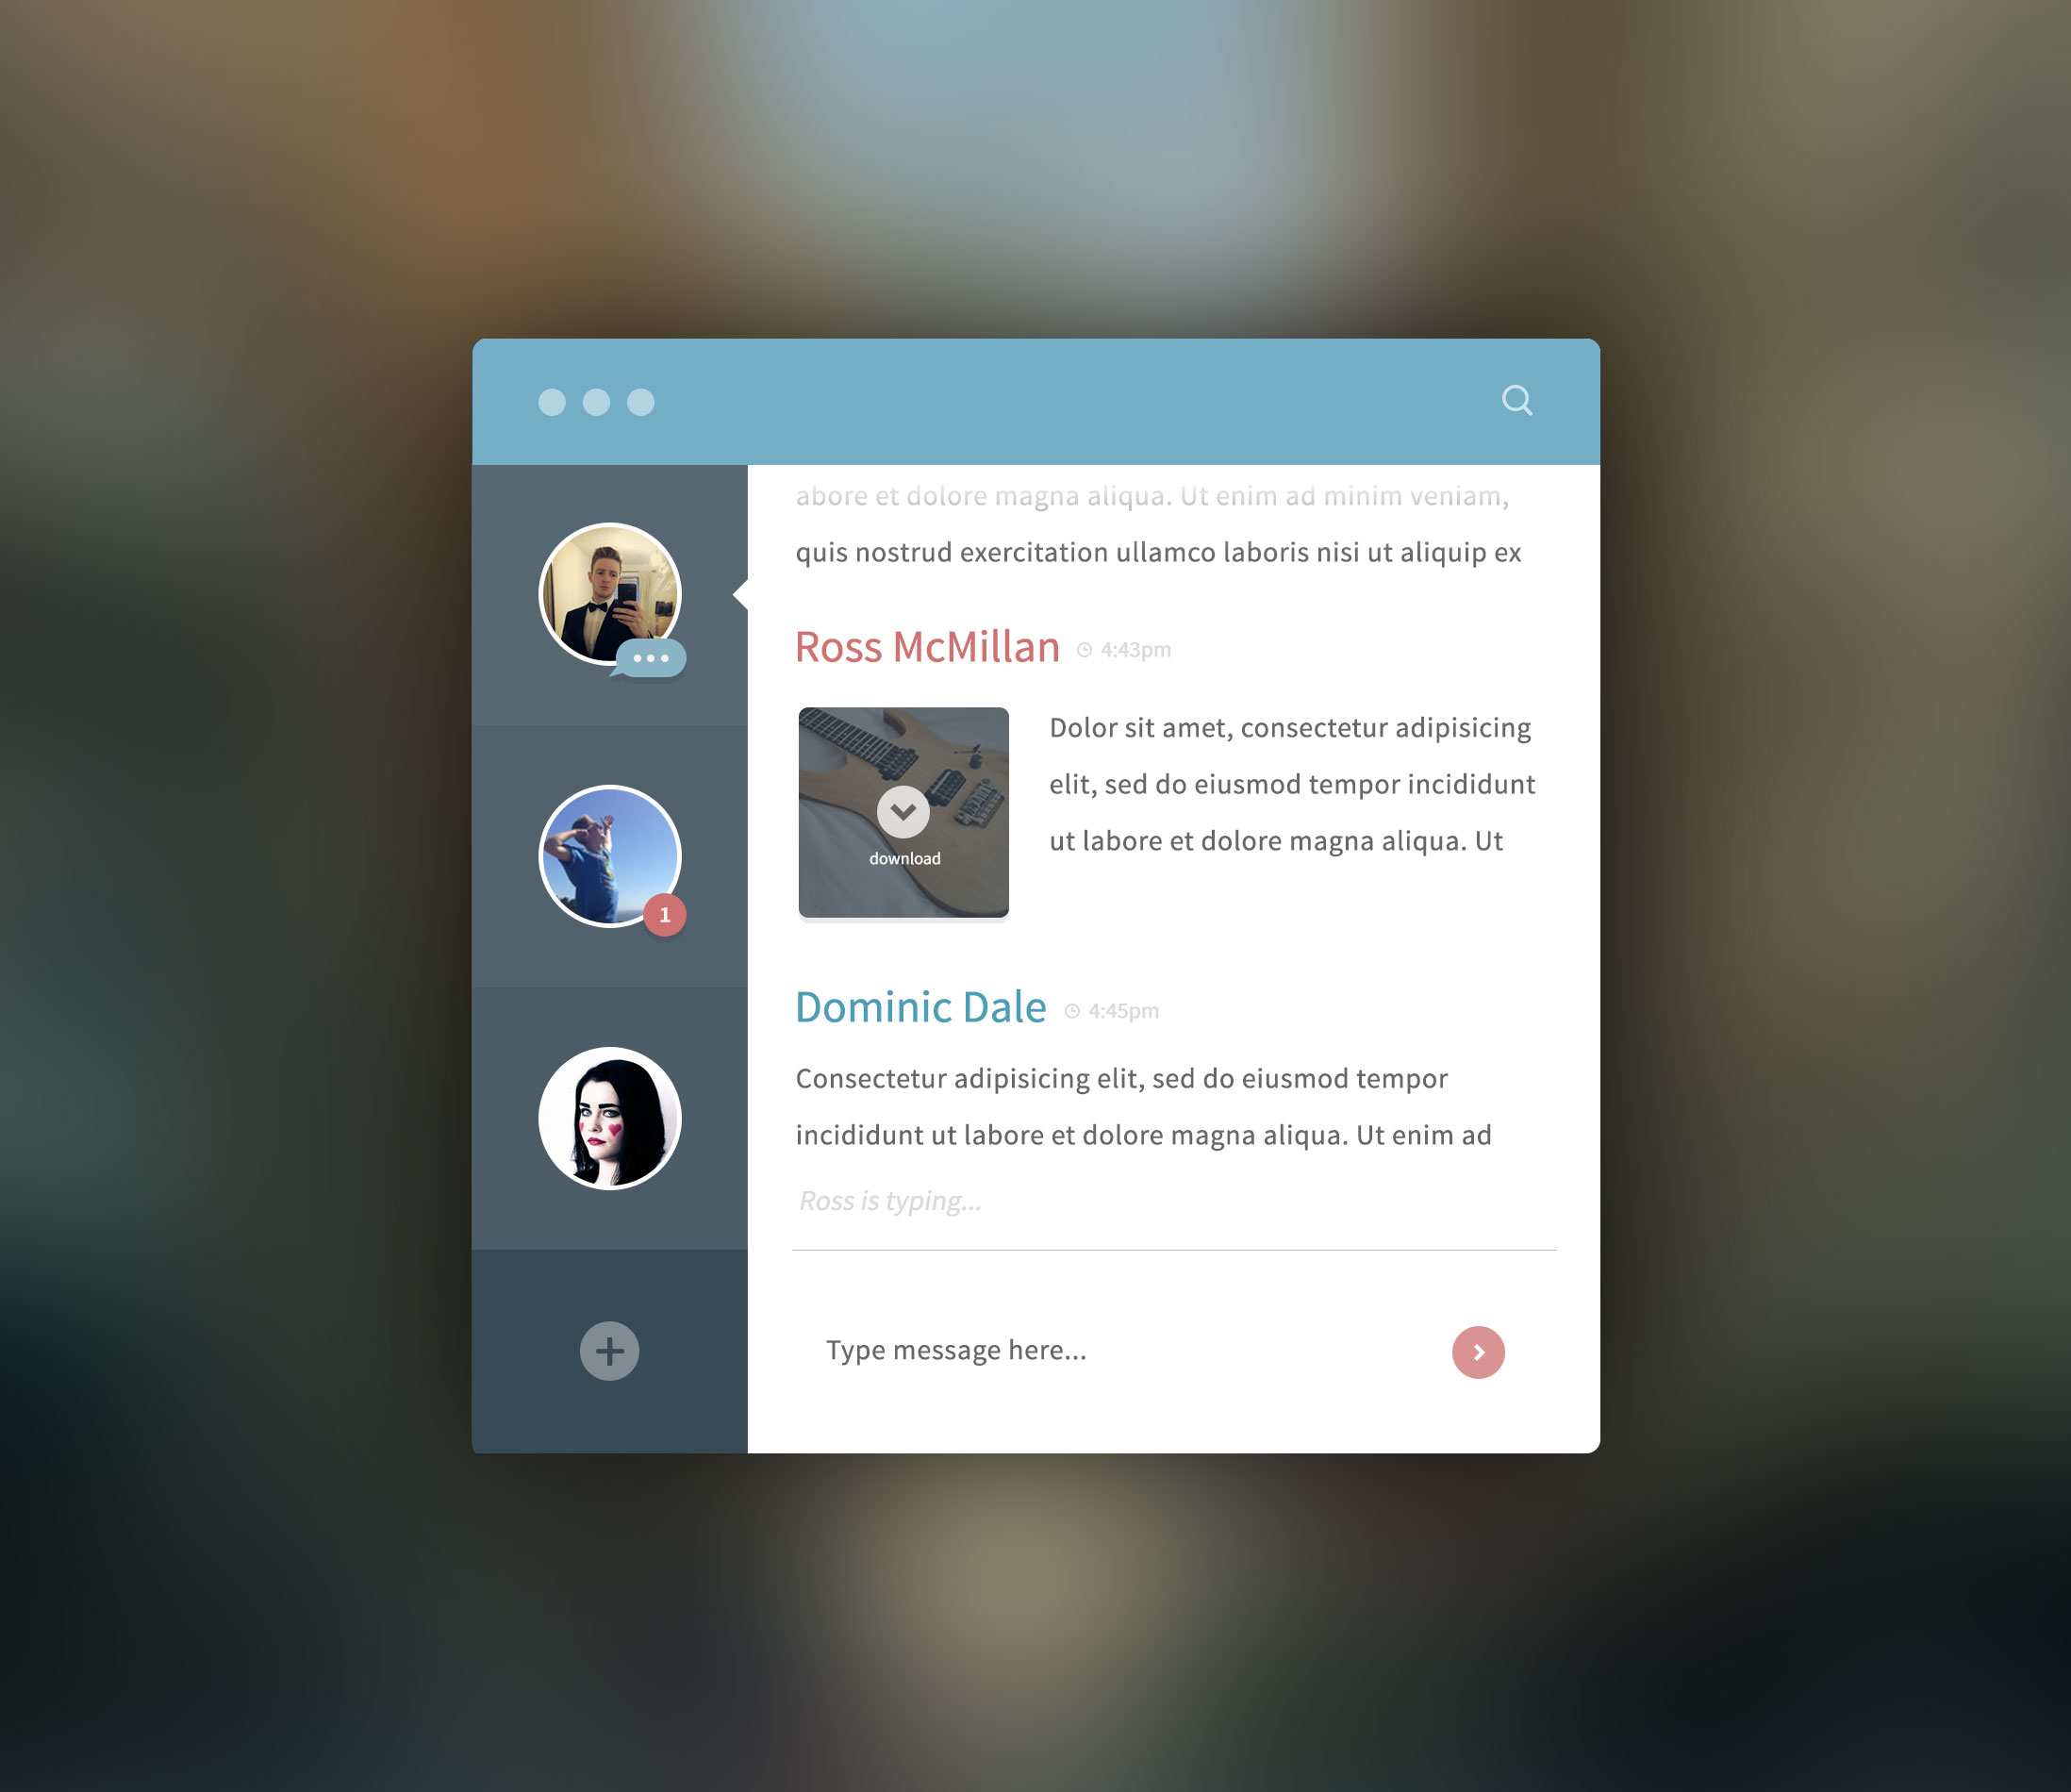 abore et dolore magna aliqua. Ut enim ad minim veniam,
quis nostrud exercitation ullamco laboris nisi ut aliquip ex
Ross McMillan 4:43pm
Dolor sit amet, consectetur adipisicing
elit, sed do eiusmod tempor incididunt
ut labore et dolore magna aliqua. Ut
download
1
Dominic Dale 4:45pm
Consectetur adipisicing elit, sed do eiusmod tempor
incididunt ut labore et dolore magna aliqua. Ut enim ad
Ross is typing...
Type message here...